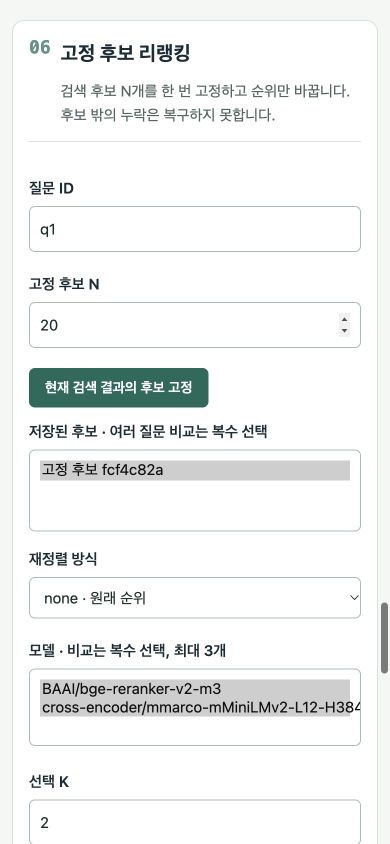 06 고정 후보 리랭킹
검색 후보 N개를 한 번 고정하고 순위만 바꿉니다.
후보 밖의 누락은 복구하지 못합니다.
질문 ID
q1
고정 후보 N
20
현재 검색 결과의 후보 고정
저장된 후보 · 여러 질문 비교는 복수 선택
고정 후보 fcf4c82a
재정렬 방식
none · 원래 순위
모델 · 비교는 복수 선택, 최대 3개
BAAI/bge-reranker-v2-m3
cross-encoder/mmarco-mMiniLMv2-L12-H384
선택 K
2